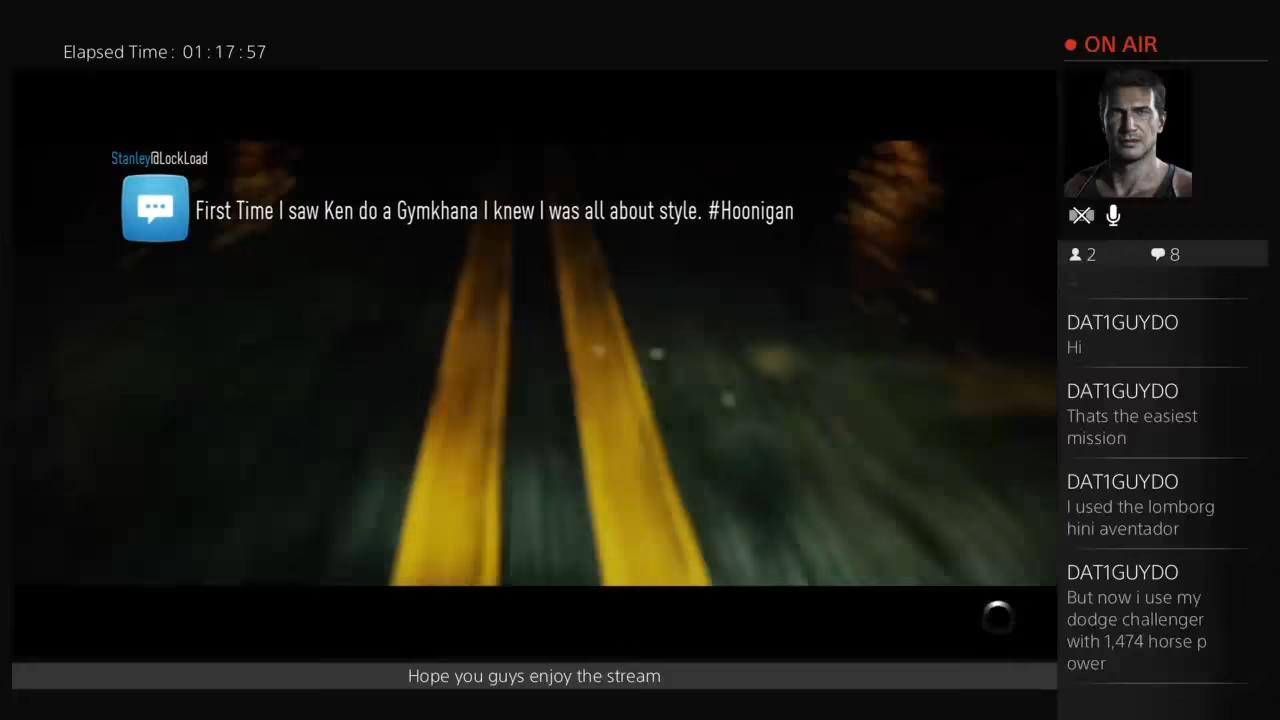 Elapsed Time: 01:17:57
ON AIR
Stanley@LockLoad
First Time I saw Ken do a Gymkhana I knew I was all about style. #Hoonigan
2
8
DAT1GUYDO
Hi
DAT1GUYDO
Thats the easiest
mission
DAT1GUYDO
I used the lomborg
hini aventador
DAT1GUYDO
But now i use my
dodge challenger
with 1,474 horse p
ower
Hope you guys enjoy the stream